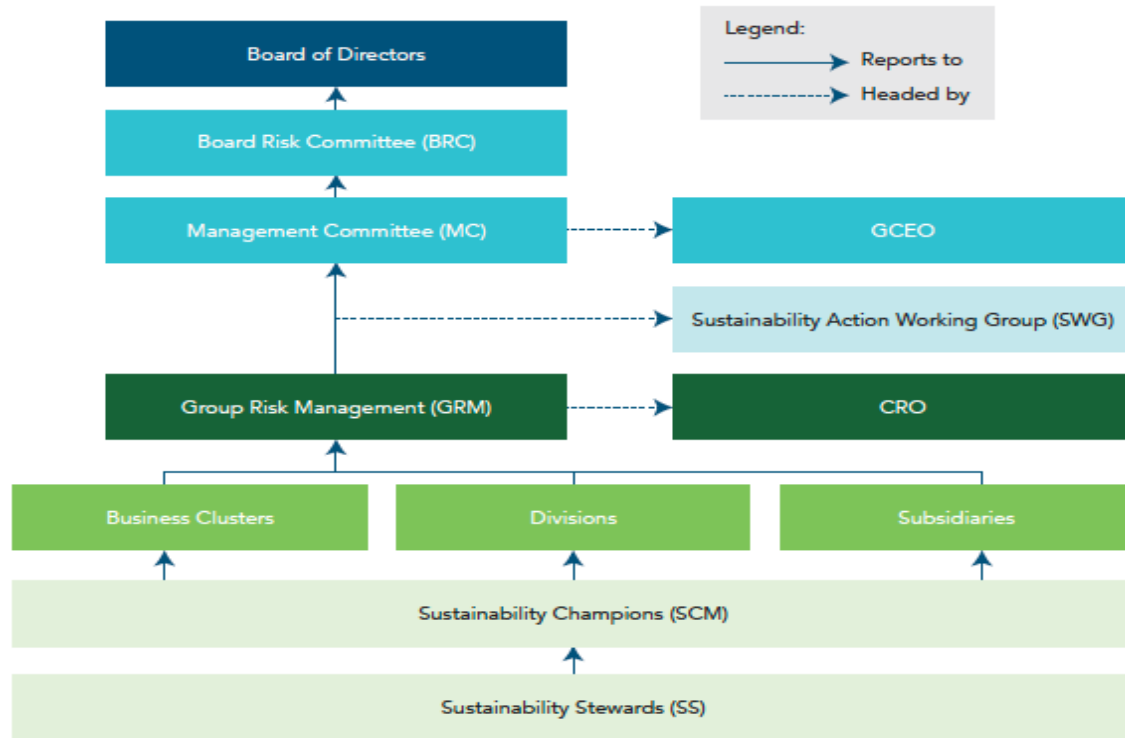 Legend:
Reports to
Headed by
Board of Directors
Board Risk Committee (BRC)
Management Committee (MC)
GCEO
Sustainability Action Working Group (SWG)
Group Risk Management (GRM)
CRO
Business Clusters
Divisions
Subsidiaries
Sustainability Champions (SCM)
Sustainability Stewards (SS)